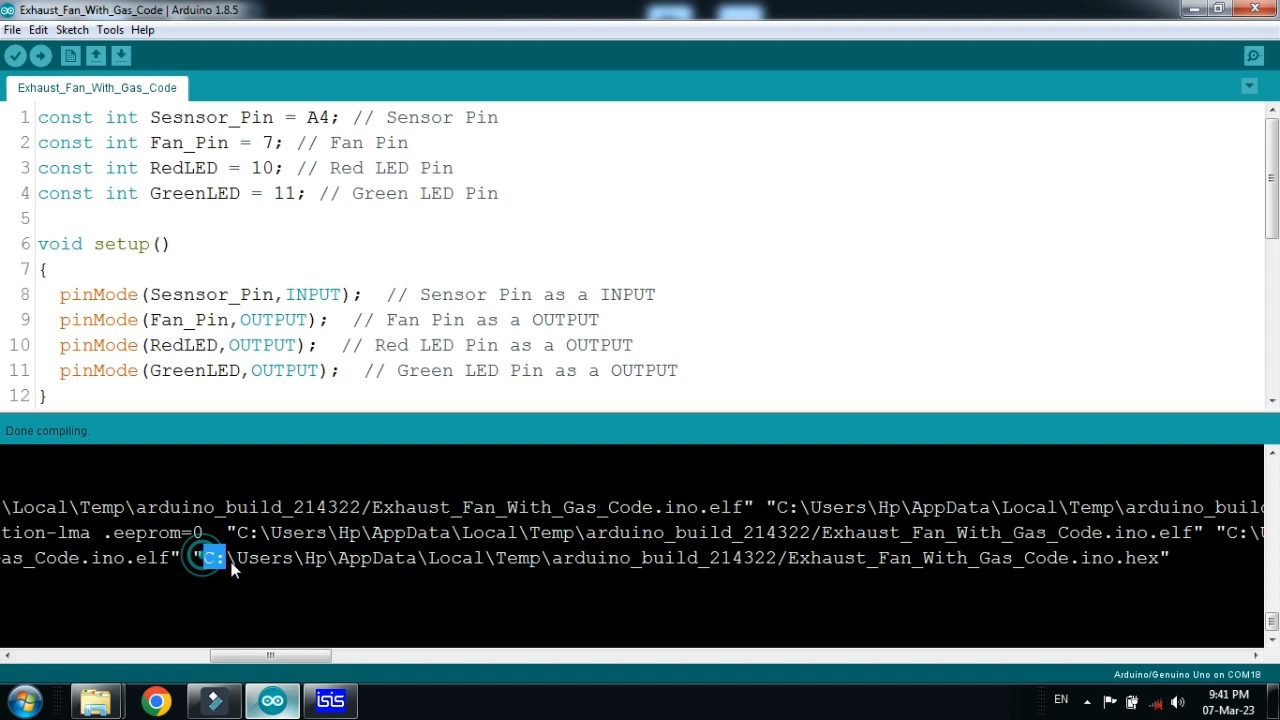 Exhaust_Fan_With_Gas_Code | Arduino 1.8.5
File Edit Sketch Tools Help
Exhaust_Fan_With_Gas_Code
1 const int Sesnsor_Pin = A4; // Sensor Pin
2 const int Fan_Pin = 7; // Fan Pin
3 const int RedLED = 10; // Red LED Pin
4 const int GreenLED = 11; // Green LED Pin
5
6 void setup()
7 {
8 pinMode(Sesnsor_Pin,INPUT); // Sensor Pin as a INPUT
9 pinMode(Fan_Pin,OUTPUT); // Fan Pin as a OUTPUT
10 pinMode(RedLED,OUTPUT); // Red LED Pin as a OUTPUT
11 pinMode(GreenLED,OUTPUT); // Green LED Pin as a OUTPUT
12 }
Done compiling.
\Local\Temp\arduino_build_214322/Exhaust_Fan_With_Gas_Code.ino.elf" "C:\Users\Hp\AppData\Local\Temp\arduino_buil
tion-lma .eeprom=0 "C:\Users\Hp\AppData\Local\Temp\arduino_build_214322/Exhaust_Fan_With_Gas_Code.ino.elf" "C:\U
as_Code.ino.elf" "C:\Users\Hp\AppData\Local\Temp\arduino_build_214322/Exhaust_Fan_With_Gas_Code.ino.hex"
Arduino/Genuino Uno on COM18
isis
EN
9:41 PM
07-Mar-23